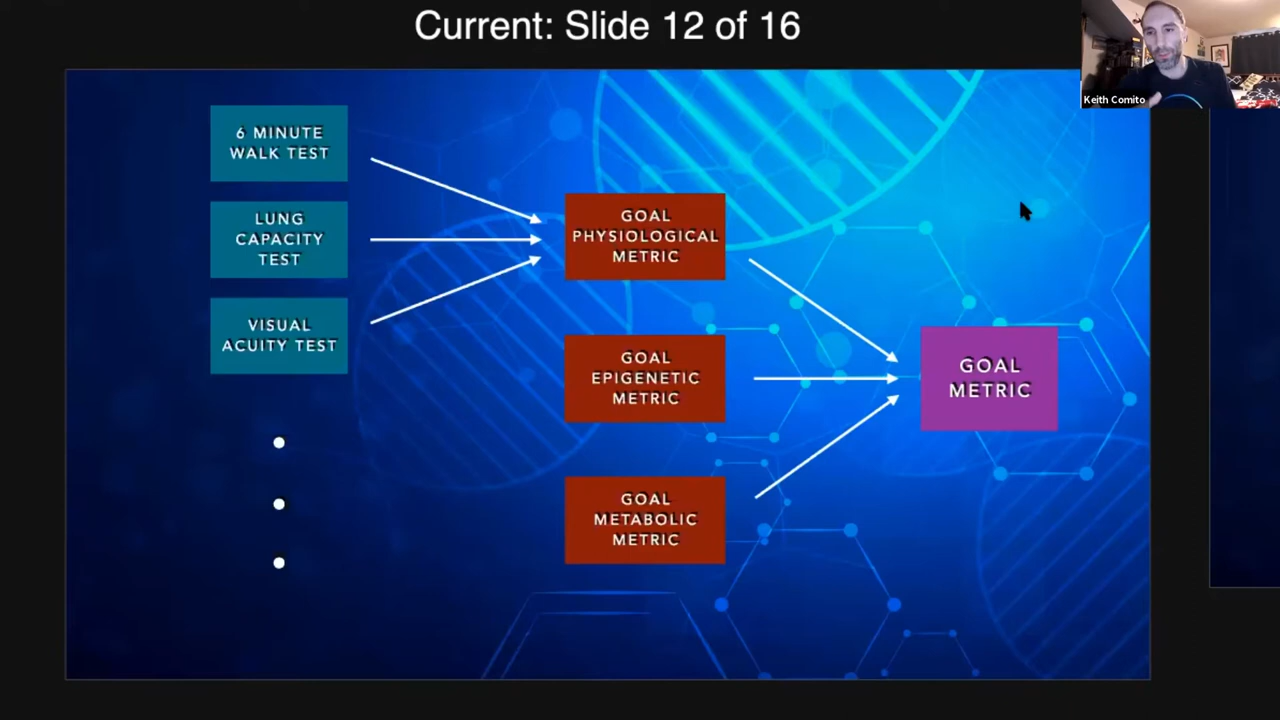 Current: Slide 12 of 16
Keith Comito
6 MINUTE
WALK TEST
LUNG
CAPACITY
TEST
VISUAL
ACUITY TEST
GOAL
PHYSIOLOGICAL
METRIC
GOAL
EPIGENETIC
METRIC
GOAL
METABOLIC
METRIC
GOAL
METRIC